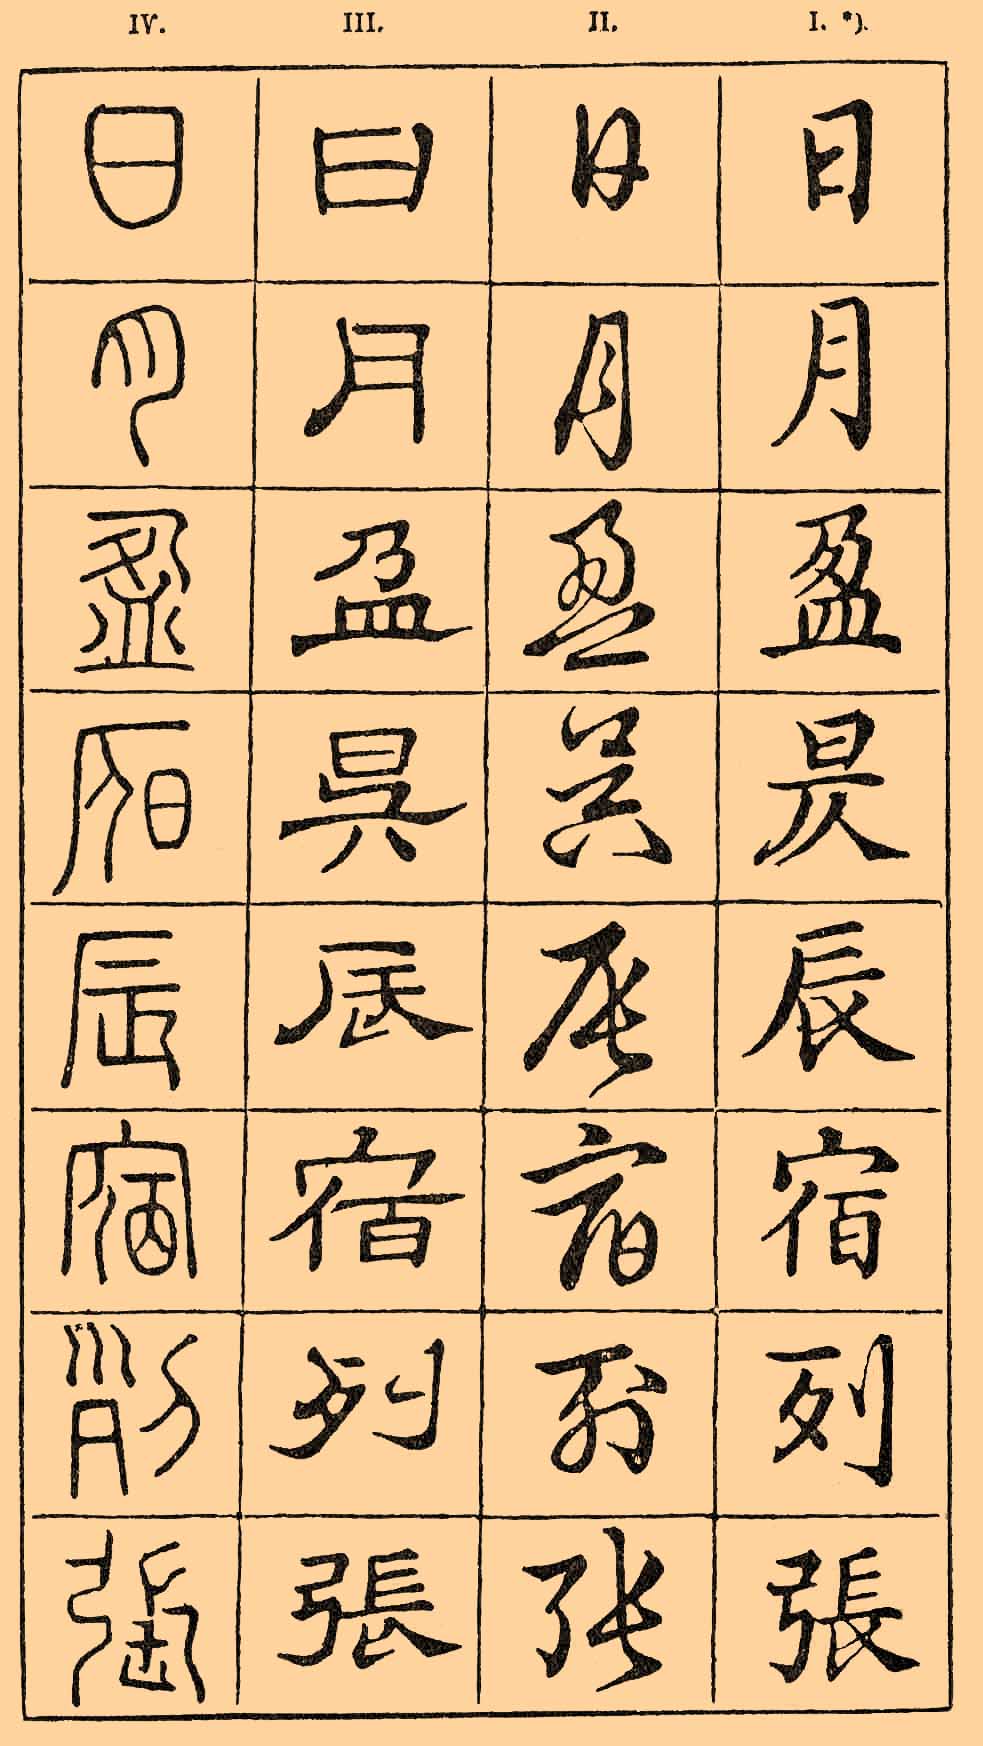 IV. III. II. I. *).
日 日 日 日
月 月 月 月
盈 盈 盈 盈
昃 昃 昃 昃
辰 辰 辰 辰
宿 宿 宿 宿
列 列 列 列
張 張 張 張